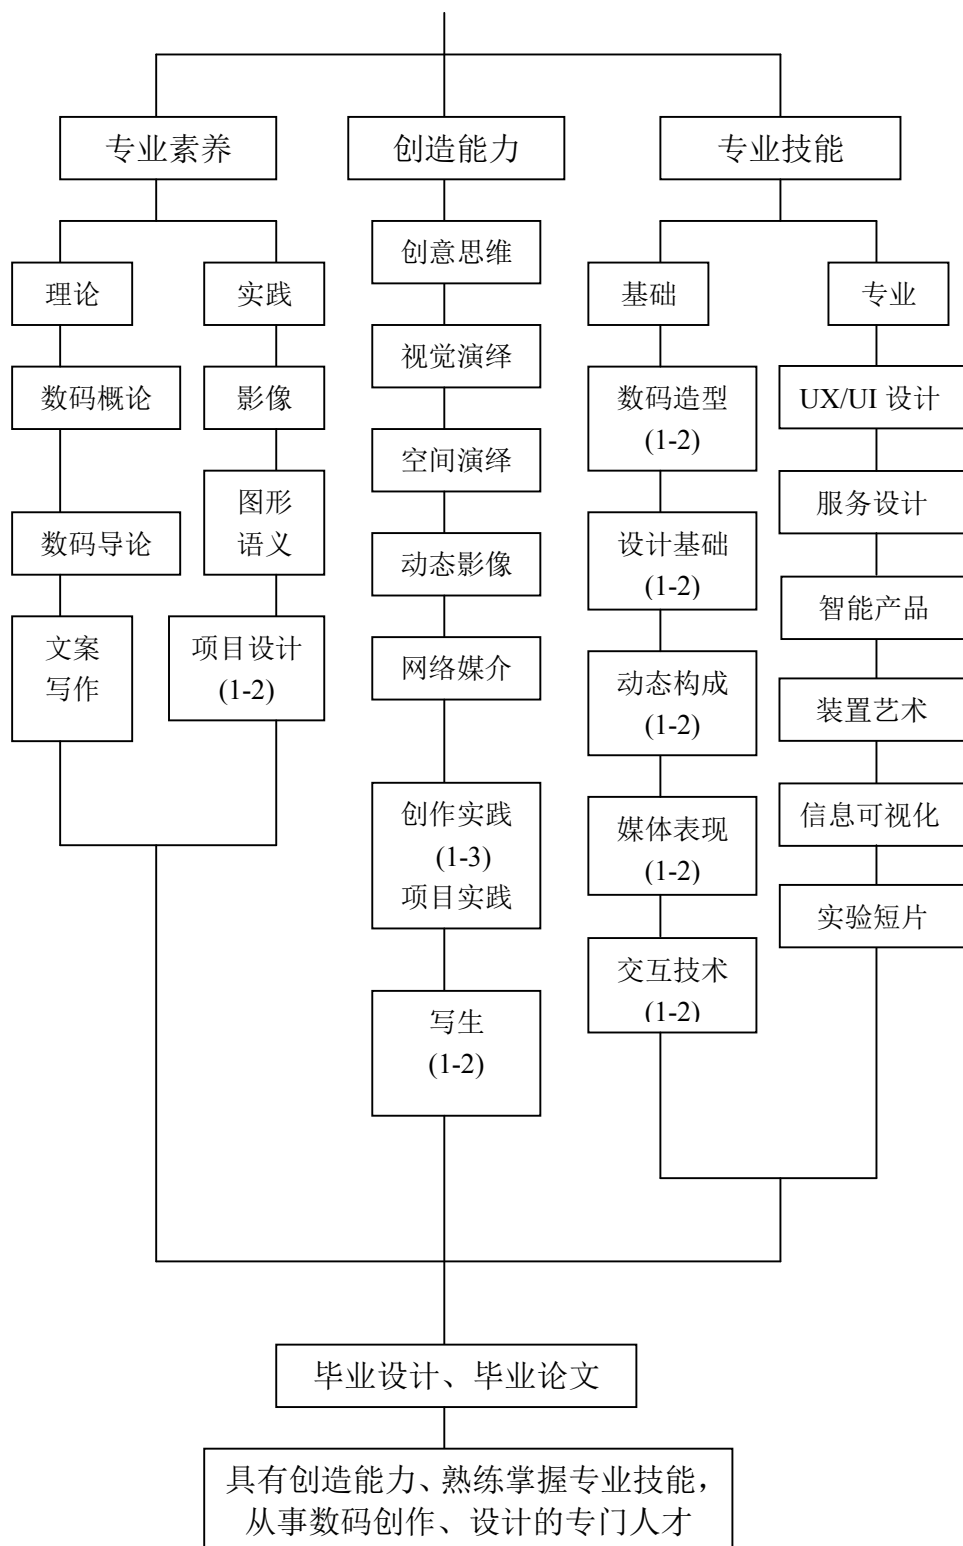 专业素养
创造能力
专业技能
理论
实践
数码概论
影像
数码导论
图形
语义
文案
写作
项目设计
(1-2)
创意思维
视觉演绎
空间演绎
动态影像
网络媒介
创作实践
(1-3)
项目实践
写生
(1-2)
基础
专业
数码造型
(1-2)
设计基础
(1-2)
动态构成
(1-2)
媒体表现
(1-2)
交互技术
(1-2)
UX/UI 设计
服务设计
智能产品
装置艺术
信息可视化
实验短片
毕业设计、毕业论文
具有创造能力、熟练掌握专业技能，
从事数码创作、设计的专门人才